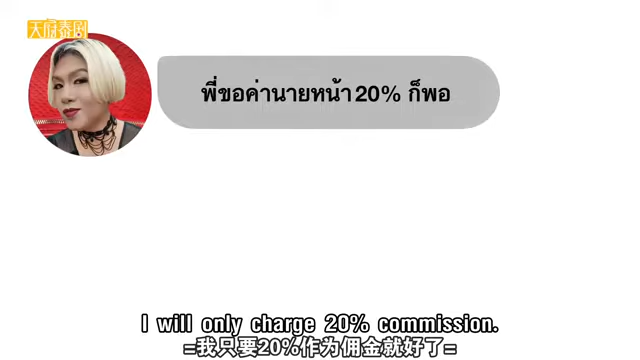 天府泰剧
พี่ขอค่านายหน้า 20% ก็พอ
I will only charge 20% commission.
=我只要20%作为佣金就好了=